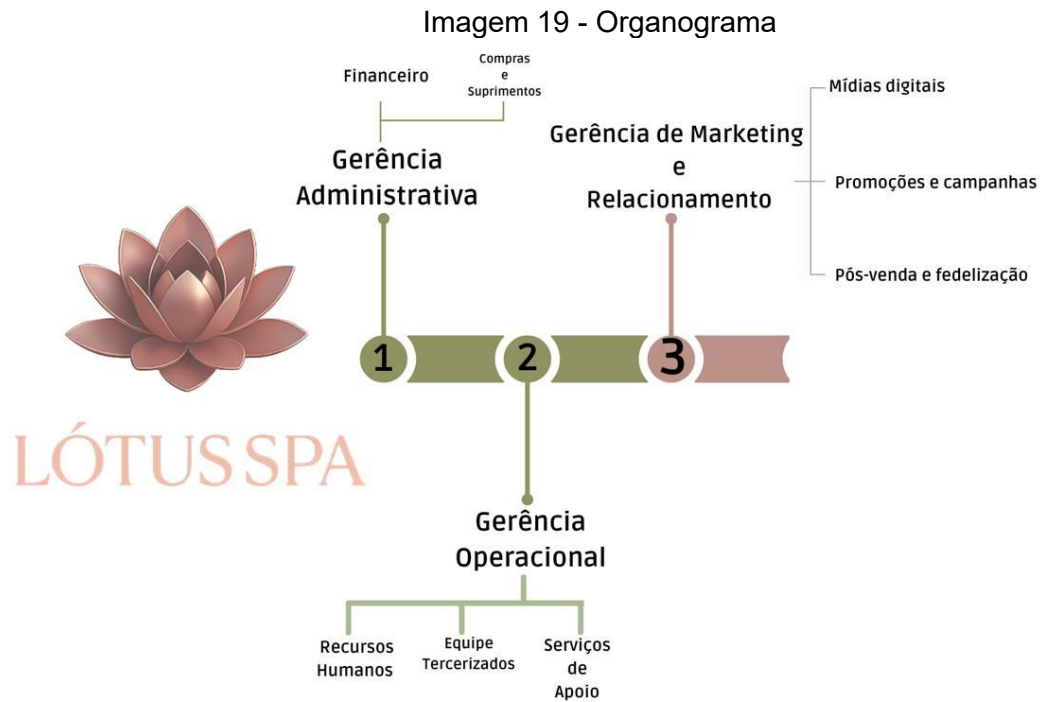 Imagem 19 - Organograma
Financeiro
Compras
e
Suprimentos
Gerência
Administrativa
Gerência de Marketing
e
Relacionamento
Mídias digitais
Promoções e campanhas
Pós-venda e fedelização
1
2
3
LÓTUS SPA
Gerência
Operacional
Recursos
Humanos
Equipe
Tercerizados
Serviços
de
Apoio